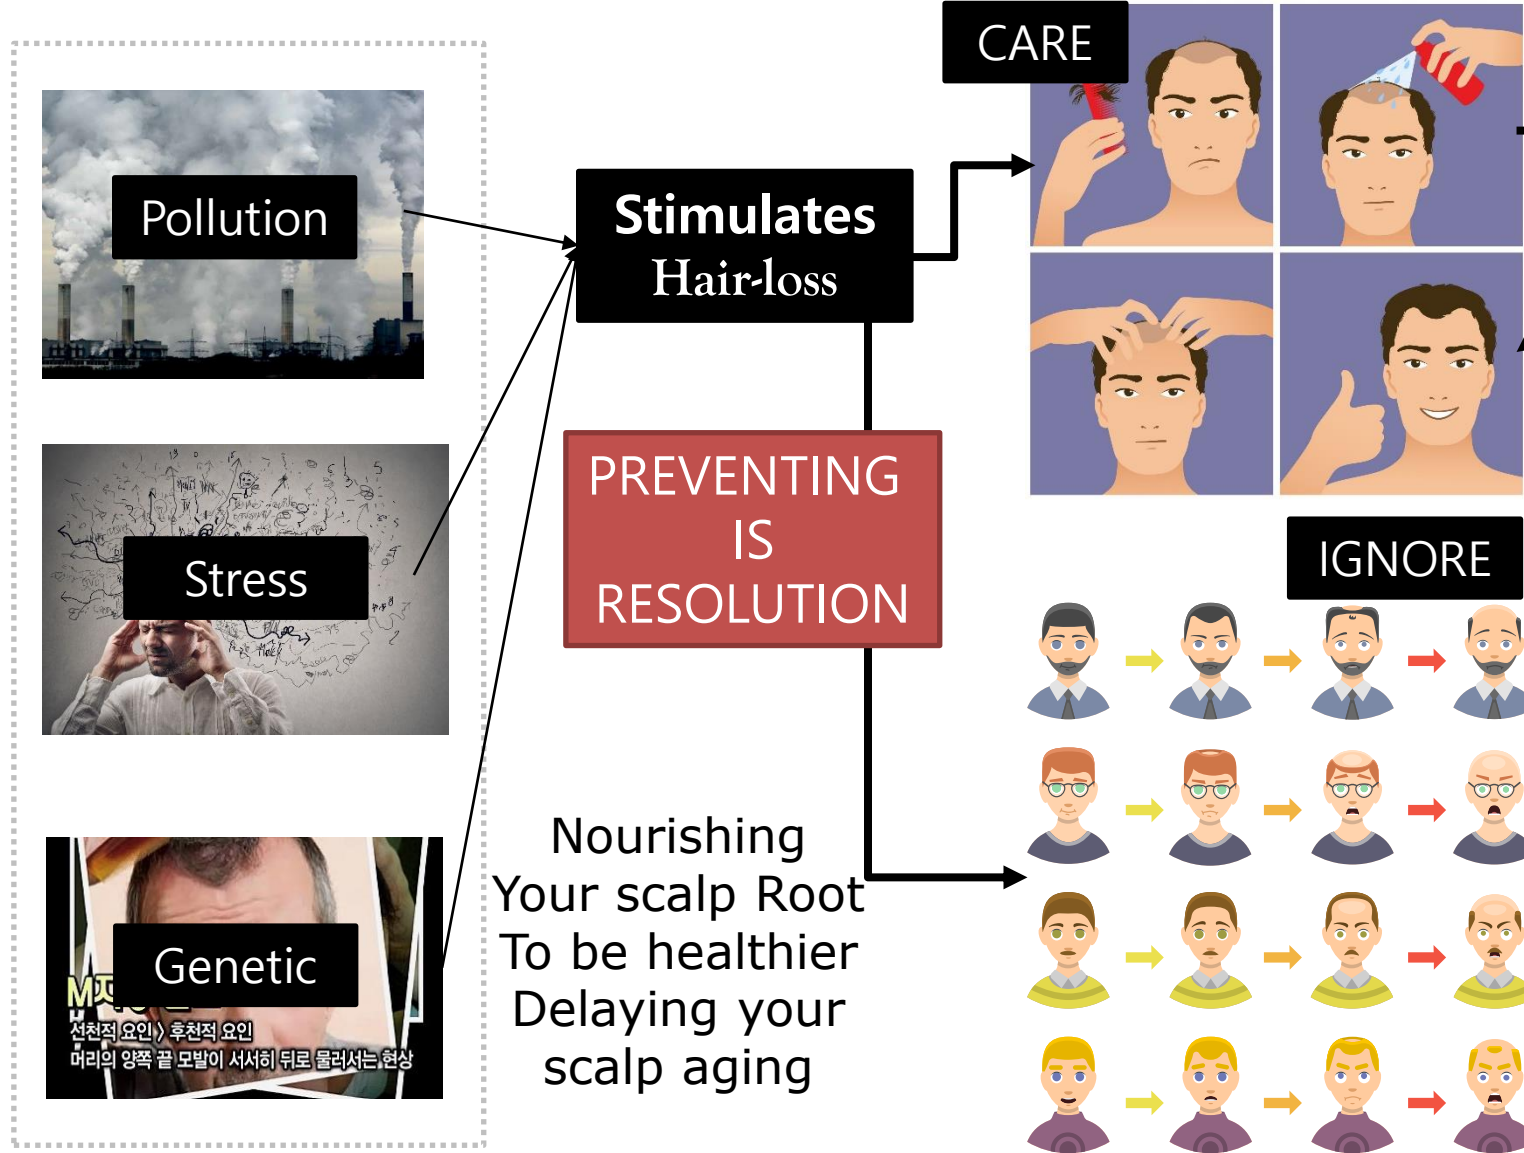 CARE
Pollution
Stimulates
Hair-loss
PREVENTING
IS
RESOLUTION
Stress
IGNORE
Nourishing
Your scalp Root
To be healthier
Delaying your
scalp aging
Genetic
선천적 요인 〉 후천적 요인
머리의 양쪽 끝 모발이 서서히 뒤로 물러서는 현상